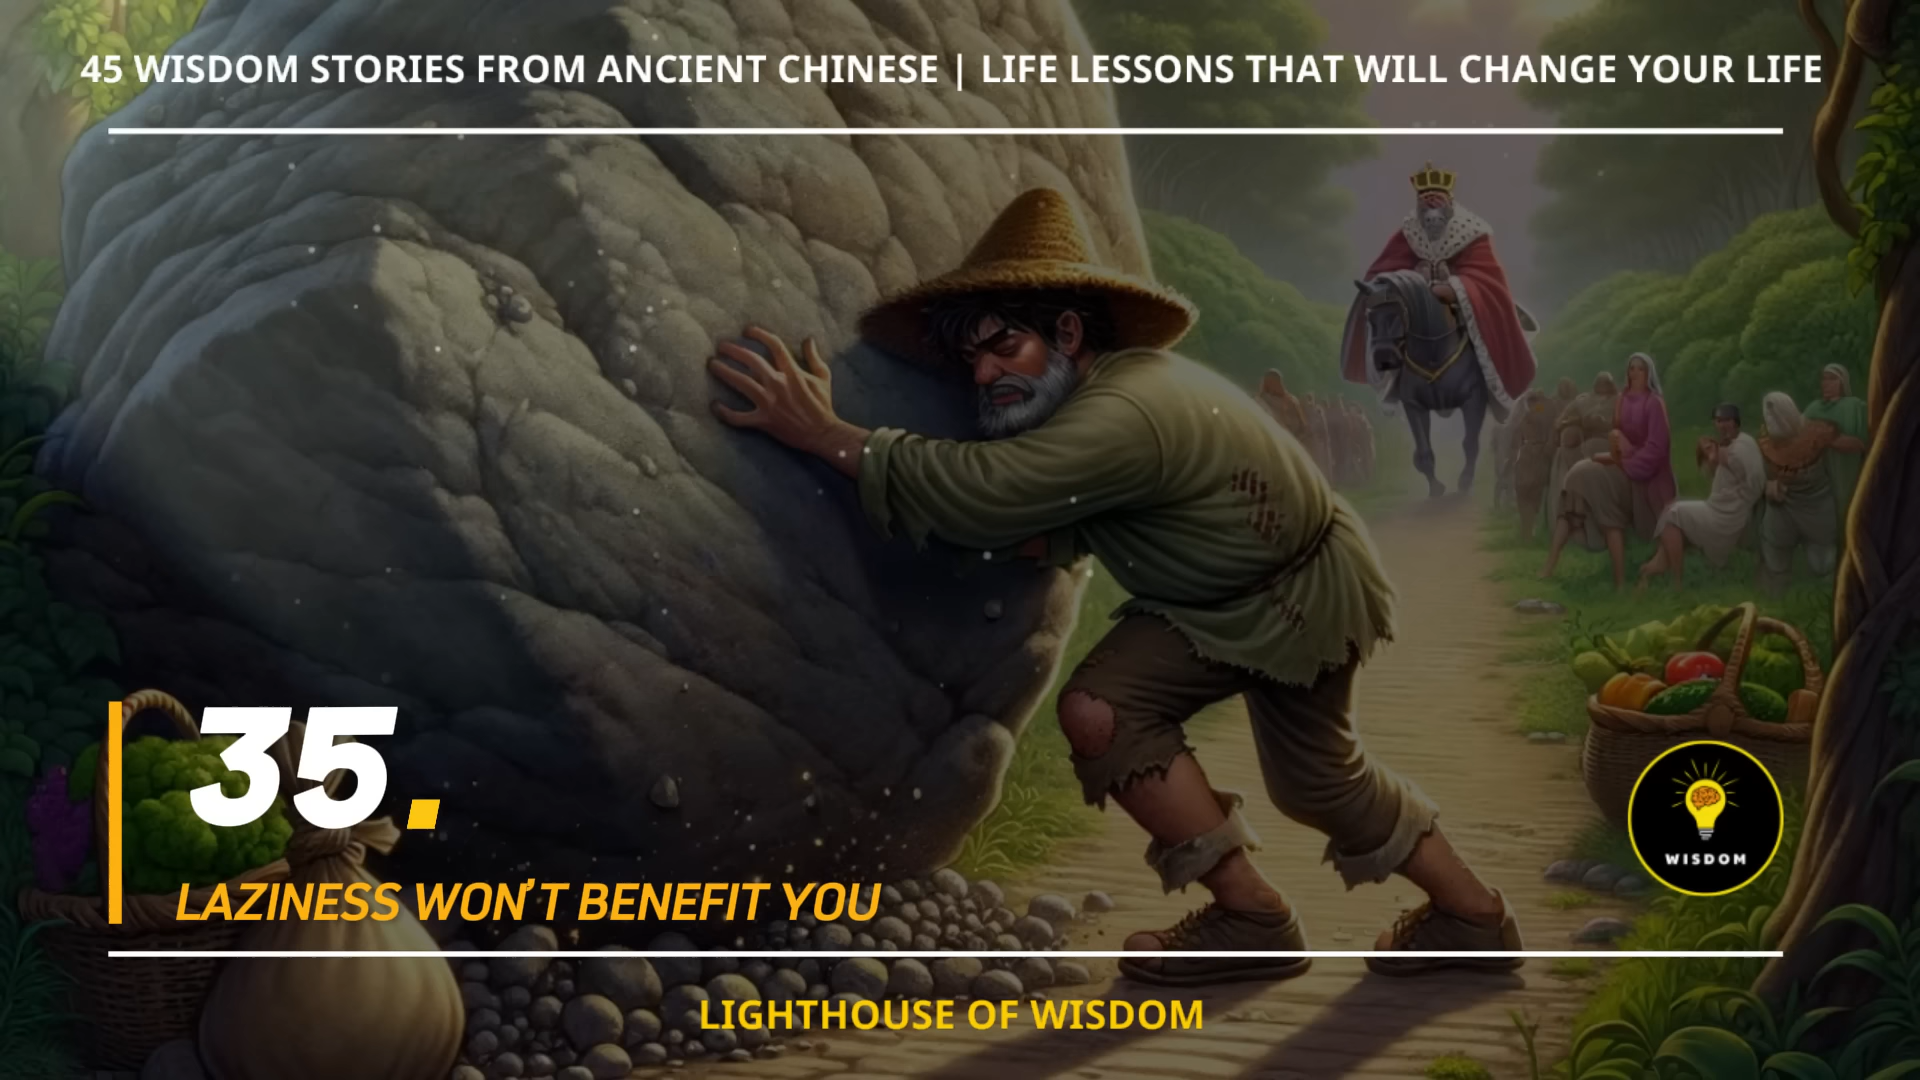 45 WISDOM STORIES FROM ANCIENT CHINESE | LIFE LESSONS THAT WILL CHANGE YOUR LIFE
35.
LAZINESS WON'T BENEFIT YOU
WISDOM
LIGHTHOUSE OF WISDOM